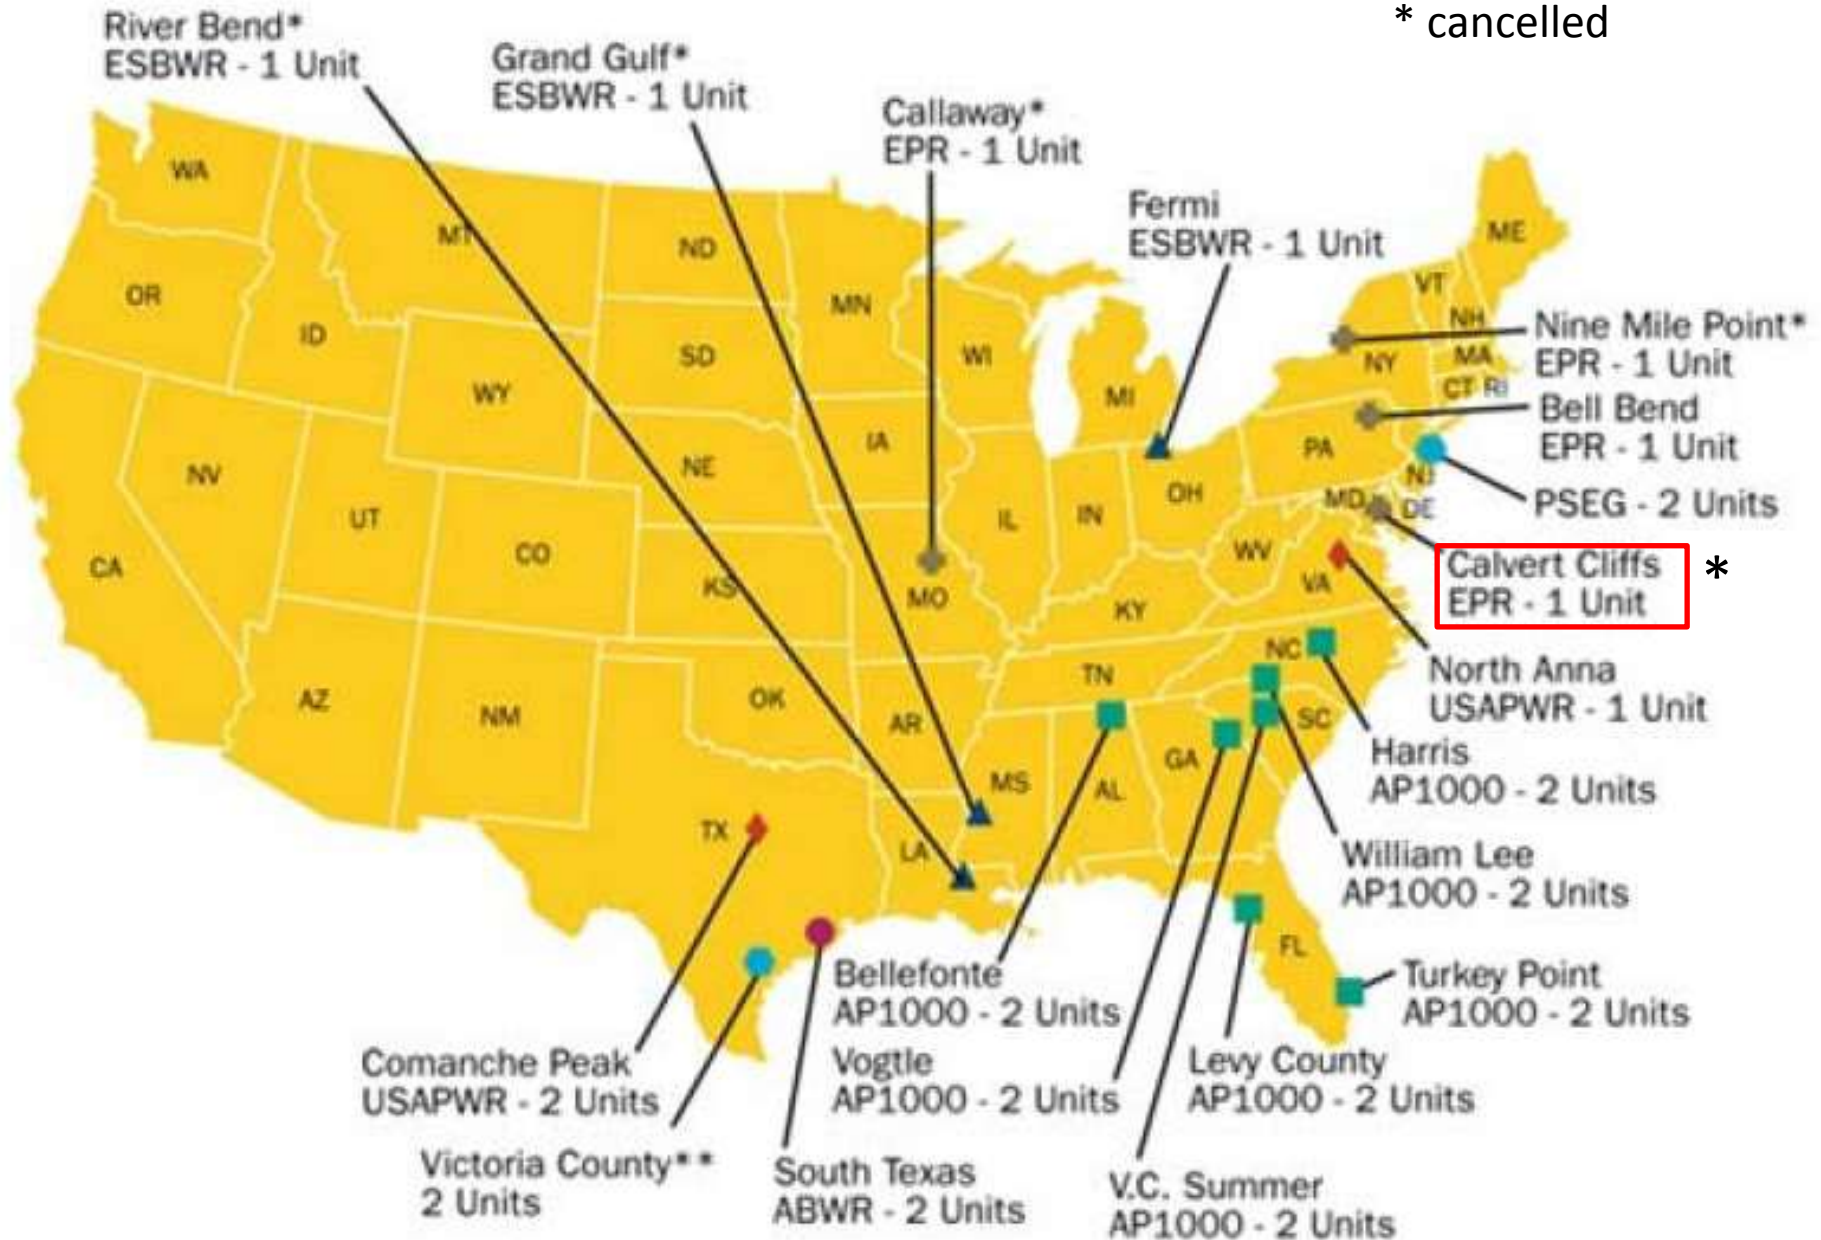 * cancelled
River Bend*
ESBWR - 1 Unit
Grand Gulf*
ESBWR - 1 Unit
Callaway*
EPR - 1 Unit
Fermi
ESBWR - 1 Unit
Nine Mile Point*
EPR - 1 Unit
Bell Bend
EPR - 1 Unit
PSEG - 2 Units
Calvert Cliffs
EPR - 1 Unit
*
North Anna
USAPWR - 1 Unit
Harris
AP1000 - 2 Units
William Lee
AP1000 - 2 Units
Turkey Point
AP1000 - 2 Units
Levy County
AP1000 - 2 Units
V.C. Summer
AP1000 - 2 Units
Bellefonte
AP1000 - 2 Units
Vogtle
AP1000 - 2 Units
South Texas
ABWR - 2 Units
Comanche Peak
USAPWR - 2 Units
Victoria County**
2 Units
WA
OR
CA
ID
NV
MT
WY
UT
AZ
CO
NM
ND
SD
NE
KS
OK
TX
MN
IA
MO
AR
LA
WI
IL
MS
MI
IN
OH
KY
TN
AL
GA
FL
SC
NC
VA
WV
MD
DE
PA
NJ
NY
CT
RI
MA
VT
NH
ME